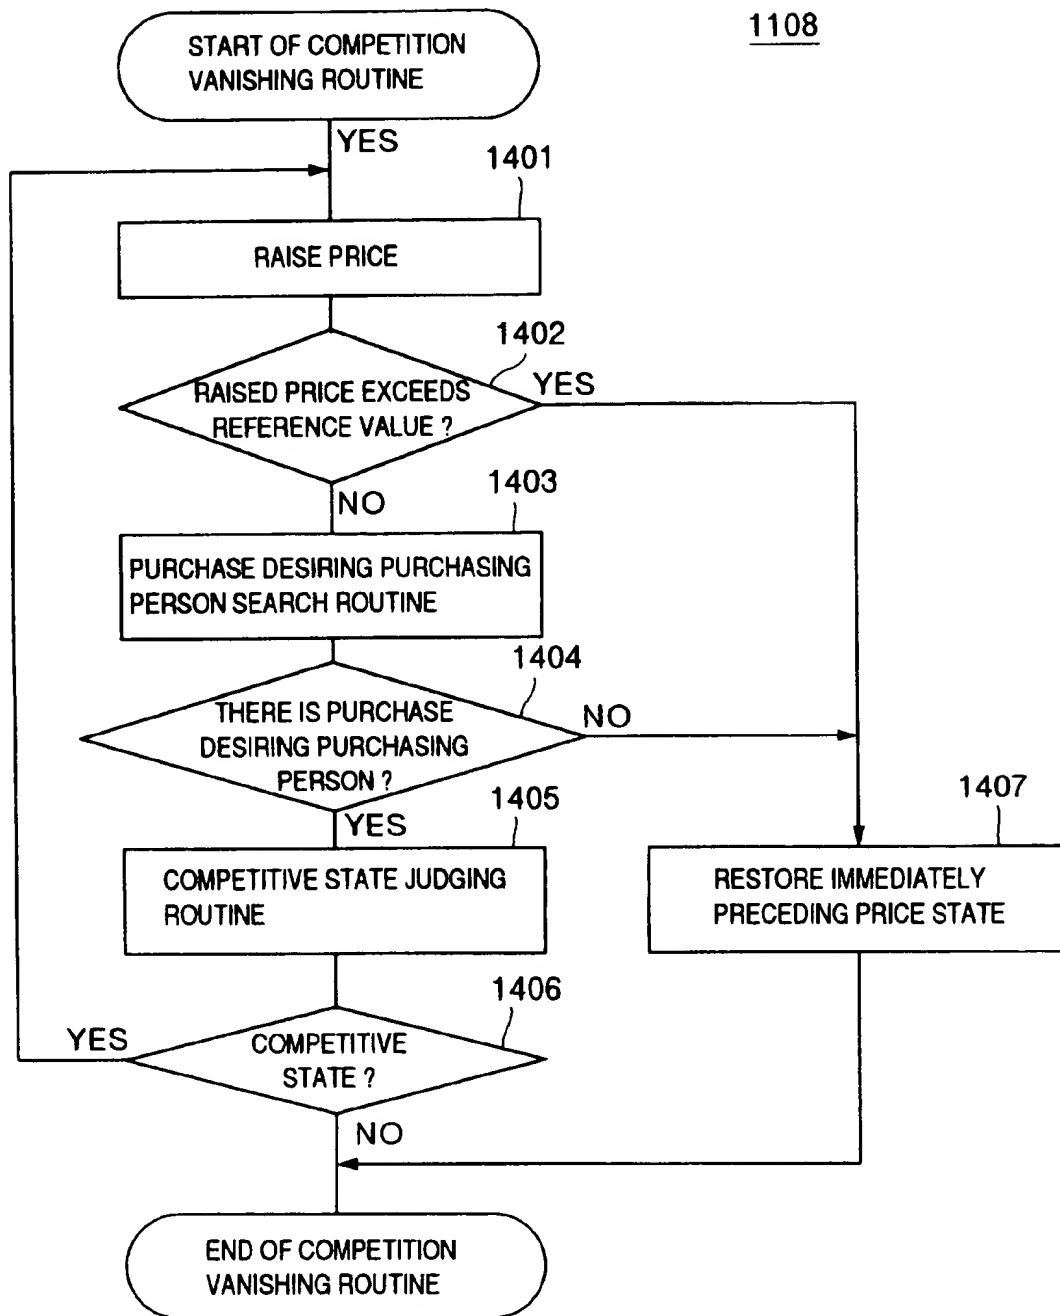 1108
START OF COMPETITION
VANISHING ROUTINE
YES
1401
RAISE PRICE
1402
RAISED PRICE EXCEEDS
REFERENCE VALUE ?
YES
NO
1403
PURCHASE DESIRING PURCHASING
PERSON SEARCH ROUTINE
1404
THERE IS PURCHASE
DESIRING PURCHASING
PERSON ?
NO
YES
1405
COMPETITIVE STATE JUDGING
ROUTINE
1407
RESTORE IMMEDIATELY
PRECEDING PRICE STATE
1406
COMPETITIVE
STATE ?
YES
NO
END OF COMPETITION
VANISHING ROUTINE